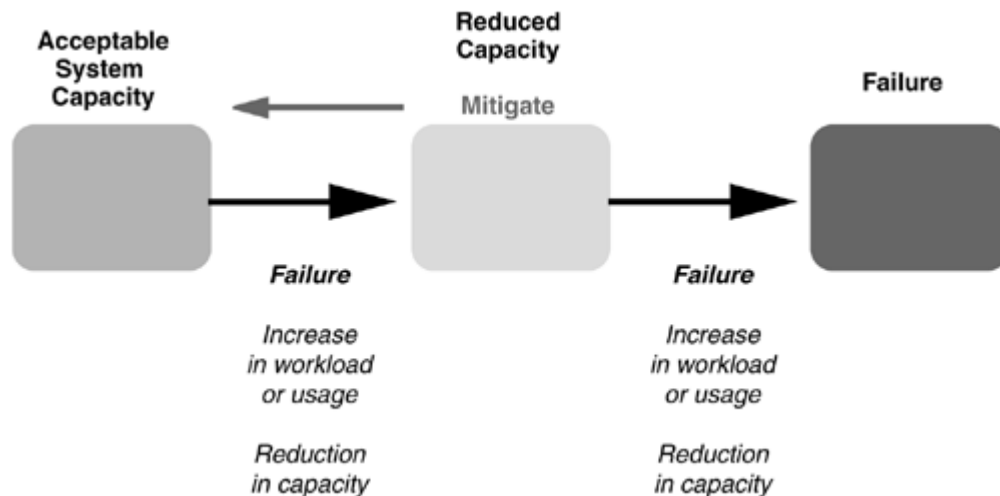 Acceptable
System
Capacity
Reduced
Capacity
Mitigate
Failure
Failure
Increase
in workload
or usage
Reduction
in capacity
Failure
Increase
in workload
or usage
Reduction
in capacity